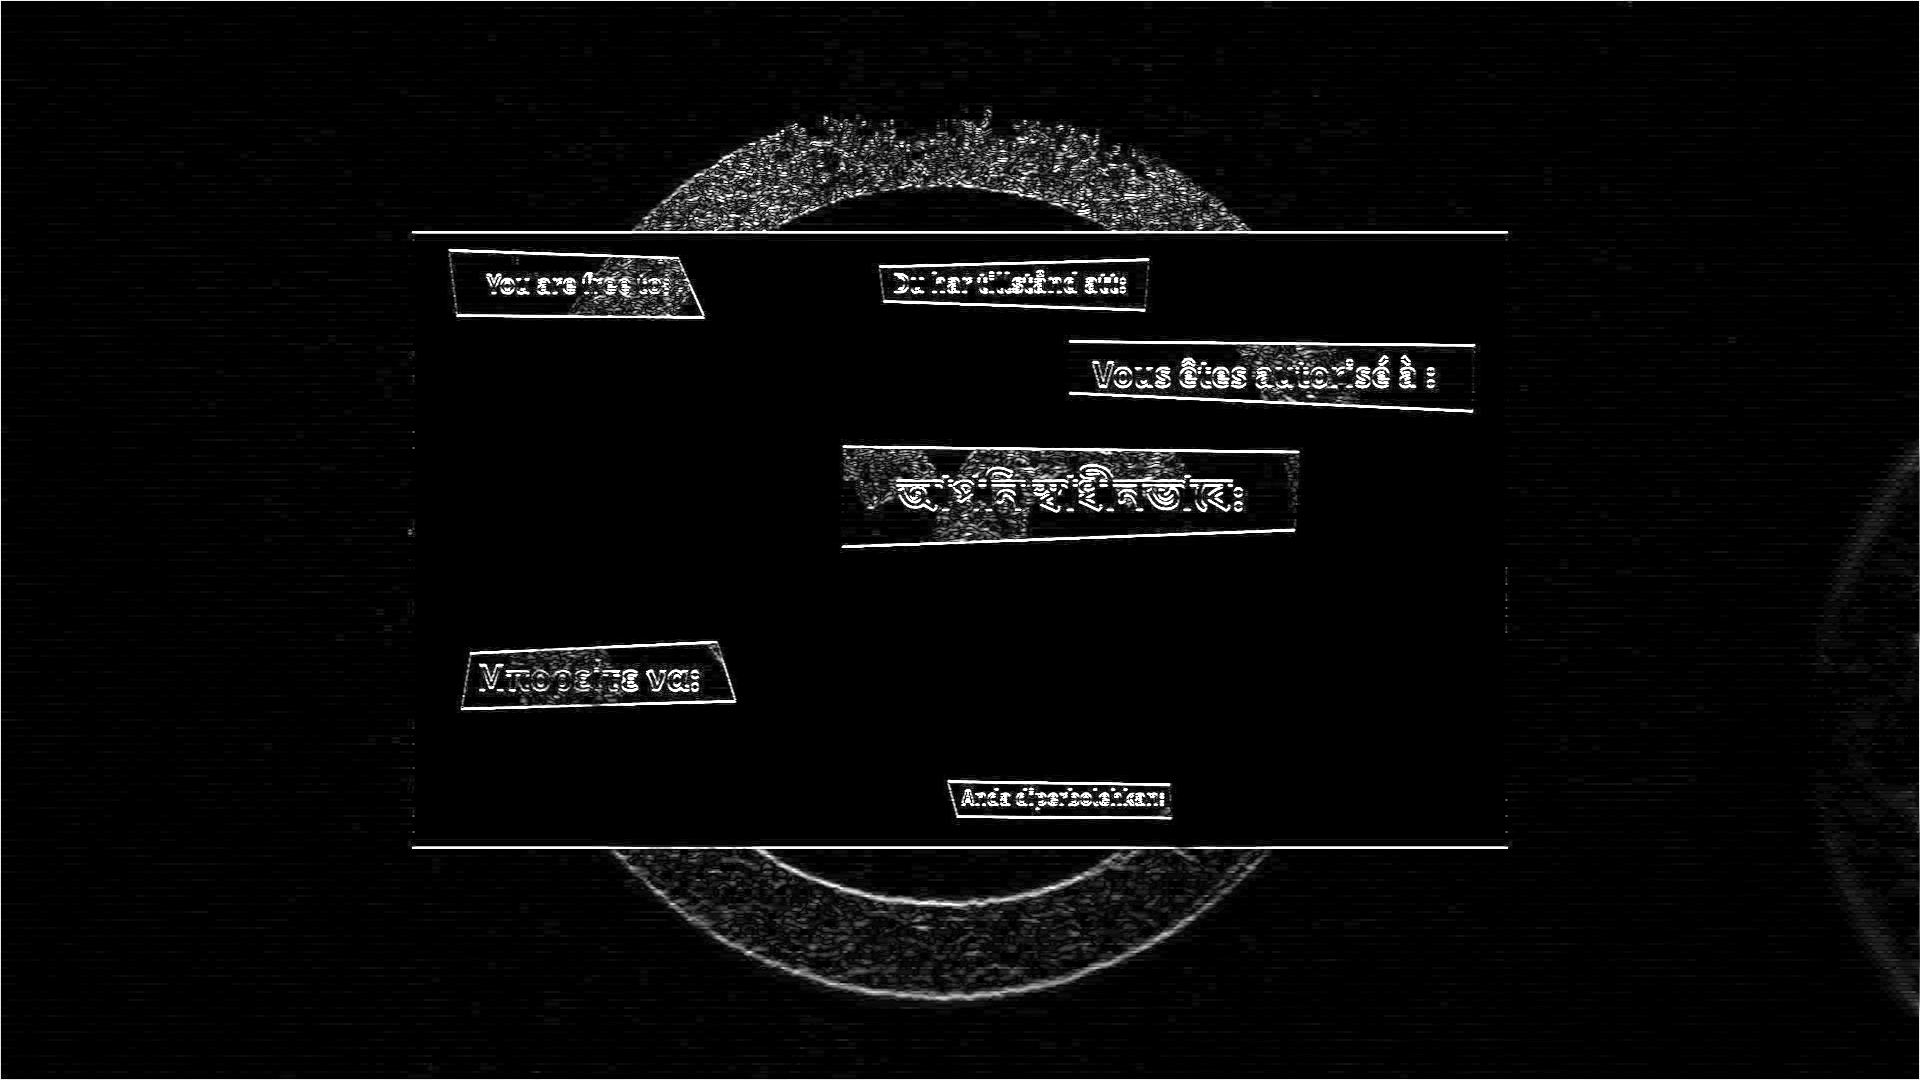 You are free to:
Du har tillstånd att:
Vous êtes autorisé à :
আপনি স্বাধীনভাবে:
Μπορείτε να:
Anda diperbolehkan: